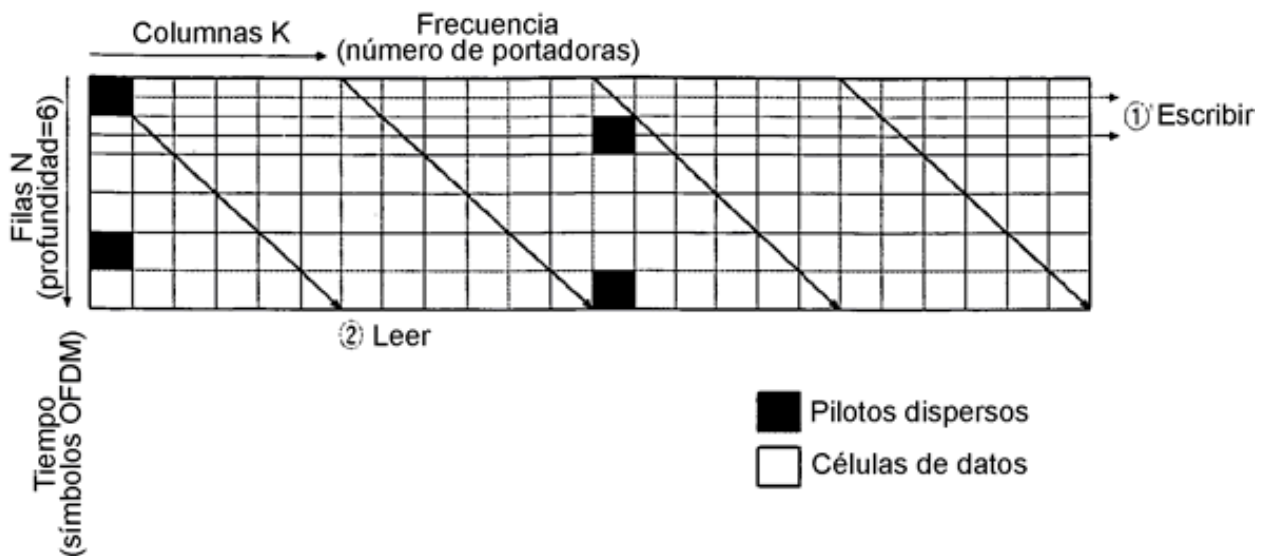 Columnas K
Frecuencia
(número de portadoras)
Filas N
(profundidad=6)
① Escribir
② Leer
Tiempo
(símbolos OFDM)
Pilotos dispersos
Células de datos